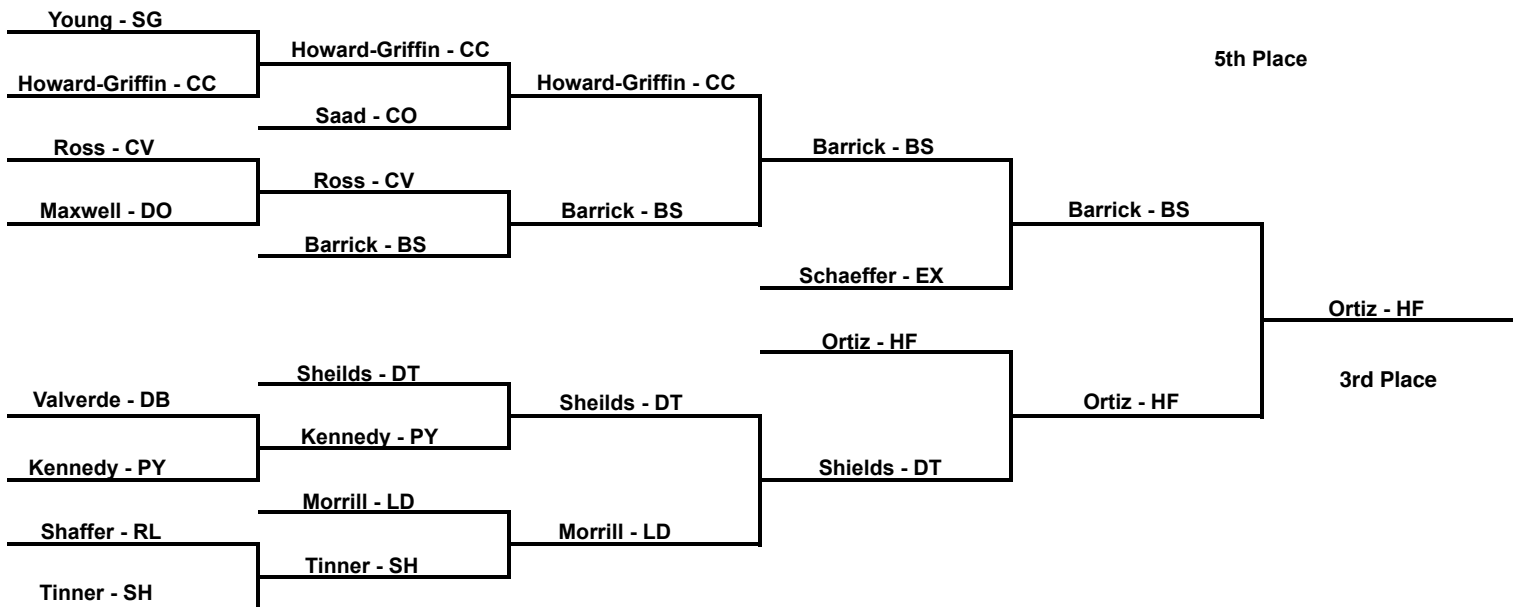 Young - SG
Howard-Griffin - CC
5th Place
Howard-Griffin - CC
Howard-Griffin - CC
Saad - CO
Ross - CV
Barrick - BS
Ross - CV
Maxwell - DO
Barrick - BS
Barrick - BS
Barrick - BS
Schaeffer - EX
Ortiz - HF
Ortiz - HF
Sheilds - DT
3rd Place
Valverde - DB
Sheilds - DT
Ortiz - HF
Kennedy - PY
Kennedy - PY
Shields - DT
Morrill - LD
Shaffer - RL
Morrill - LD
Tinner - SH
Tinner - SH